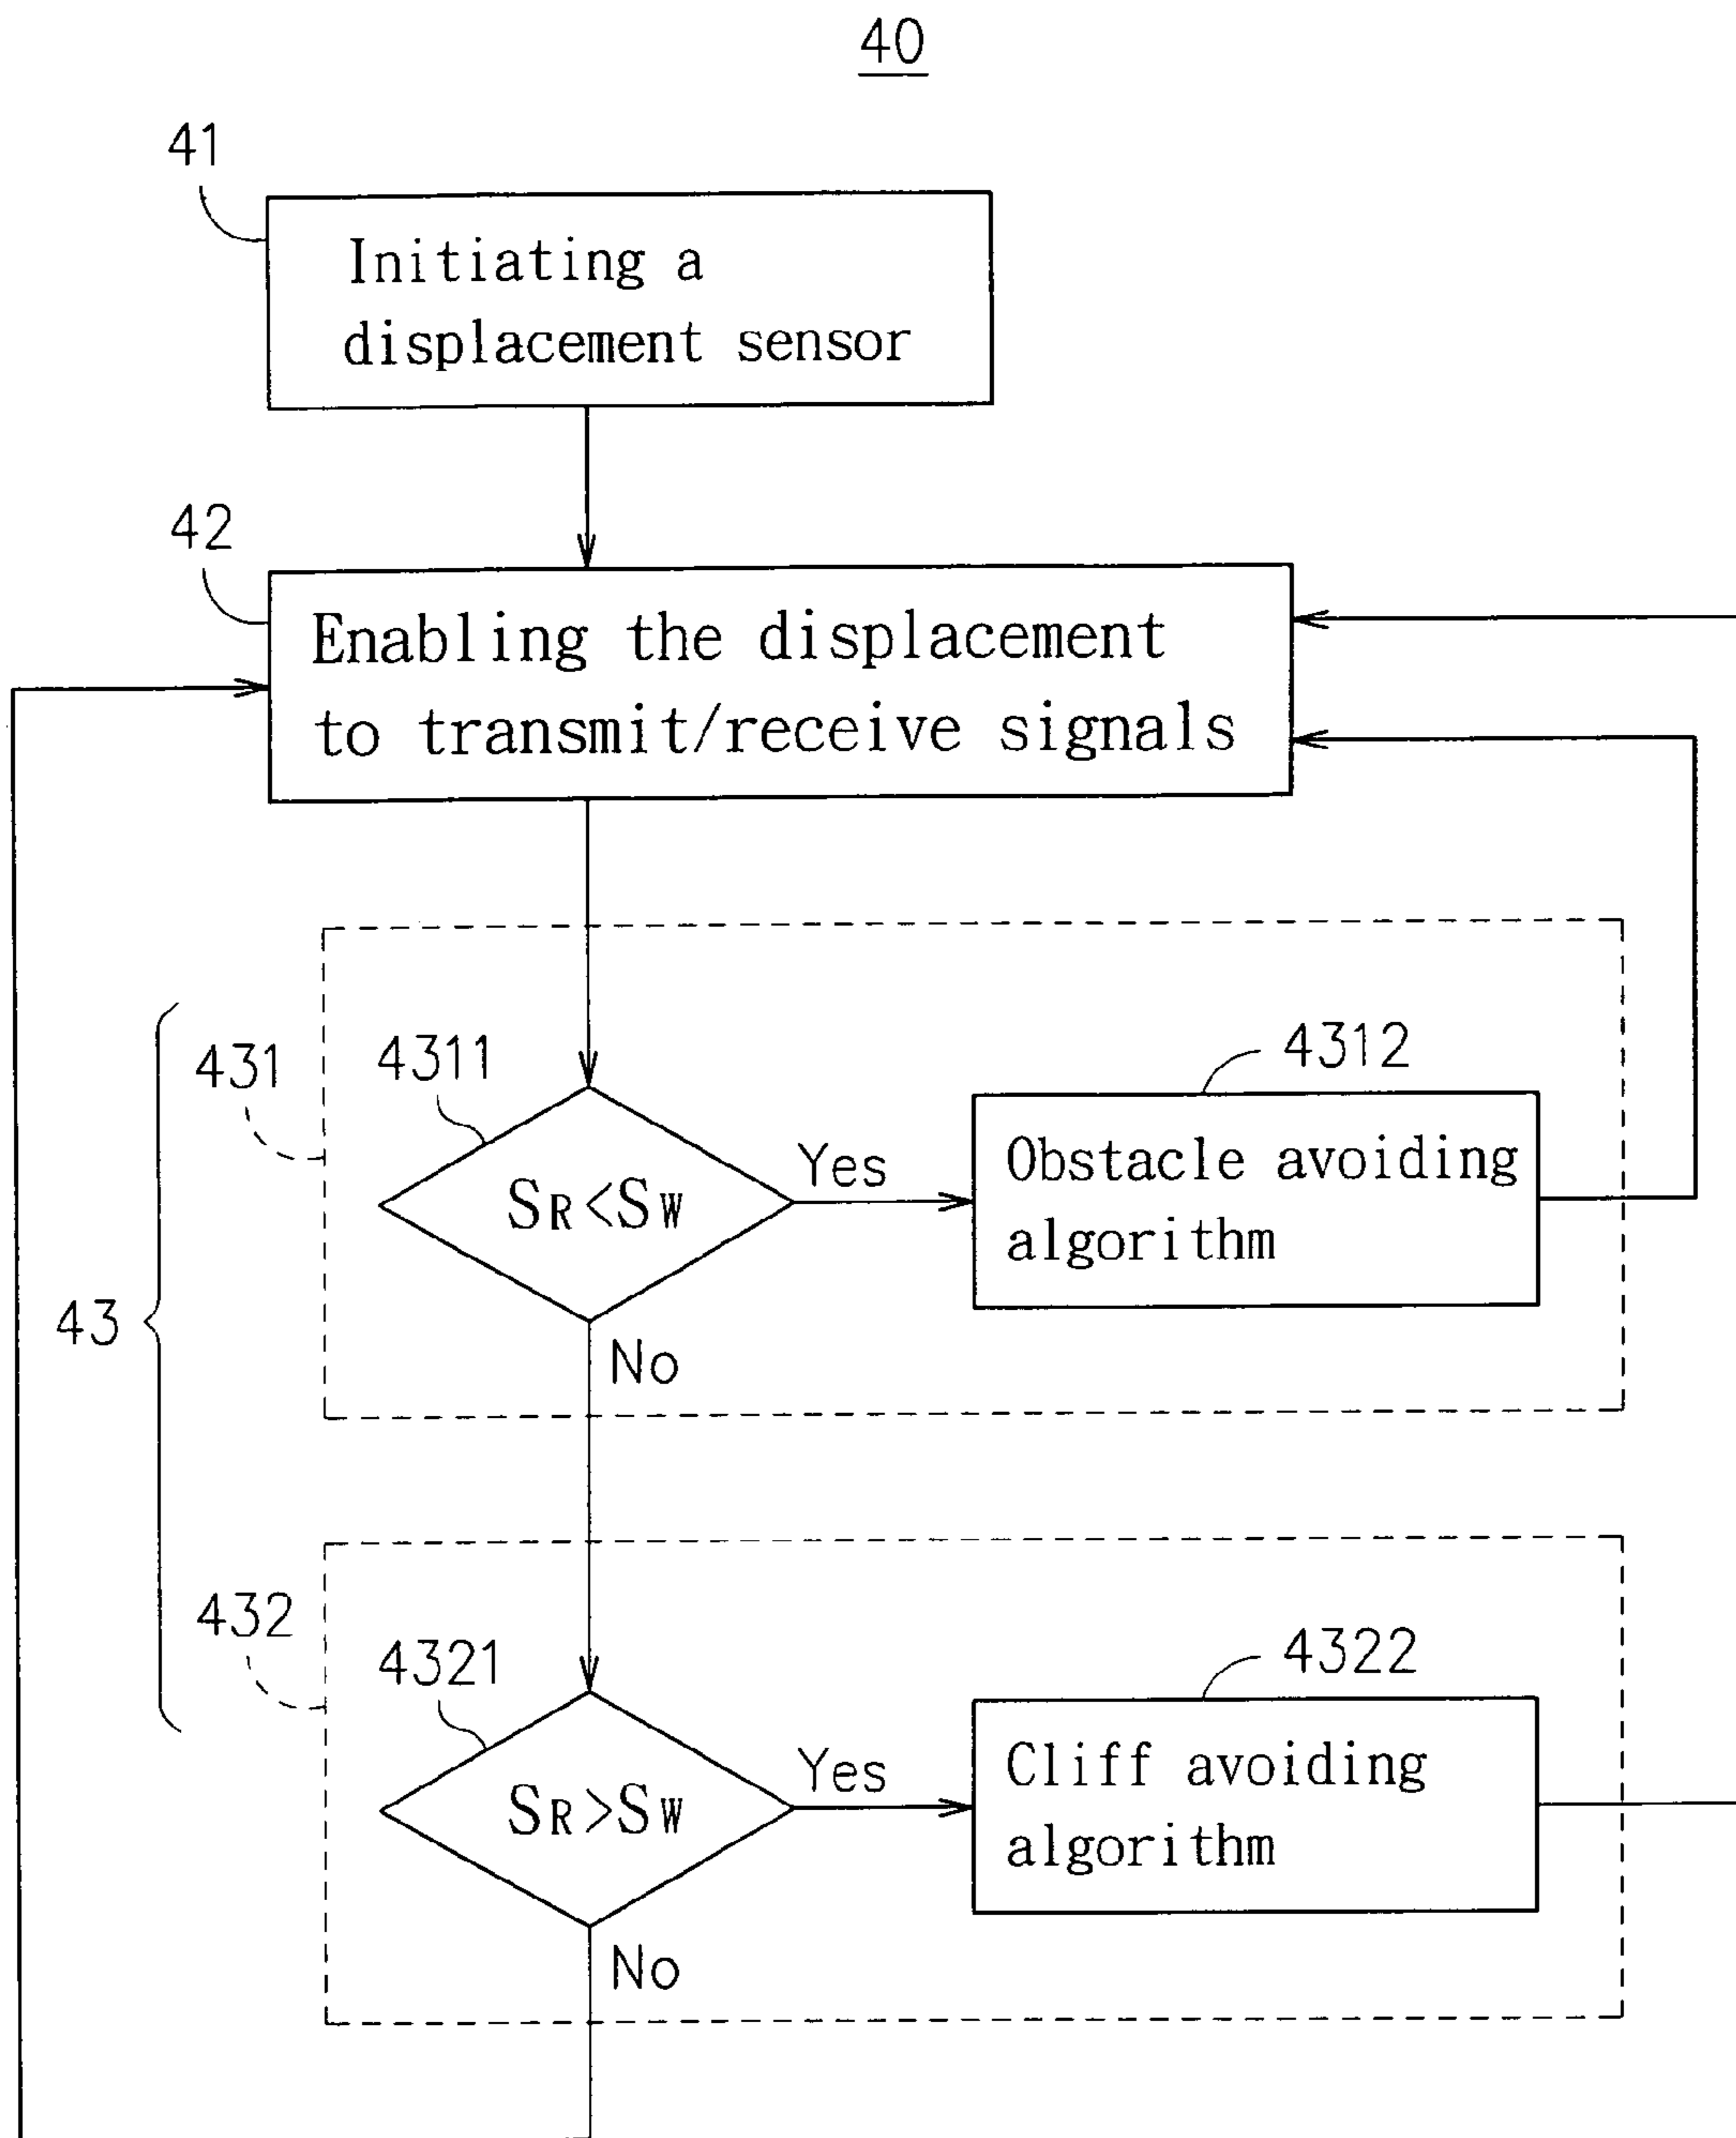 40
41
Initiating a
displacement sensor
42
Enabling the displacement
to transmit/receive signals
431
4311
4312
SR<SW
Yes
Obstacle avoiding
algorithm
43
No
432
4321
4322
SR>SW
Yes
Cliff avoiding
algorithm
No